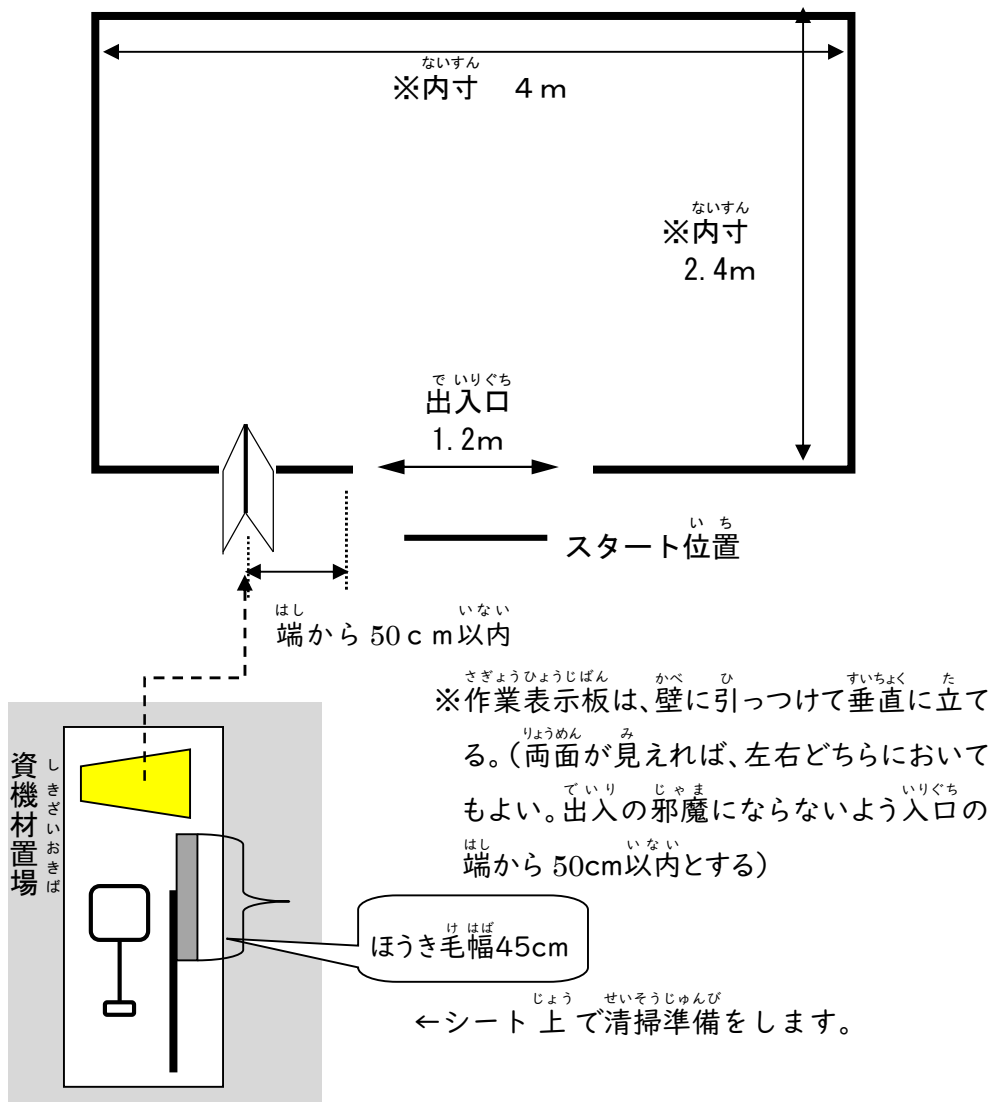 ※内寸　４ｍ
※内寸
2.4ｍ
出入口
1.2ｍ
スタート位置
端から50ｃｍ以内
※作業表示板は、壁に引っつけて垂直に立て
る。（両面が見えれば、左右どちらにおいて
もよい。出入の邪魔にならないよう入口の
端から50cm以内とする）
資機材置場
ほうき毛幅45cm
←シート上で清掃準備をします。